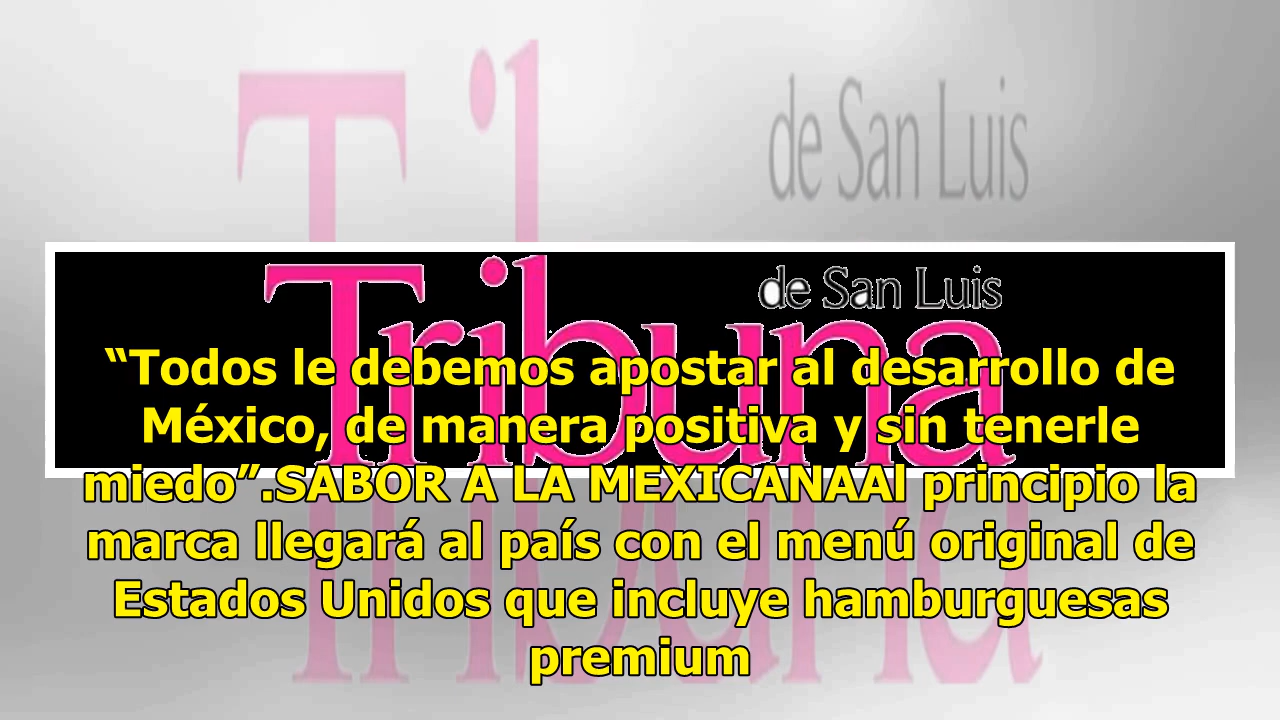 Tribuna
de San Luis
de San Luis
Tribuna
“Todos le debemos apostar al desarrollo de
México, de manera positiva y sin tenerle
miedo”.SABOR A LA MEXICANAAl principio la
marca llegará al país con el menú original de
Estados Unidos que incluye hamburguesas
premium